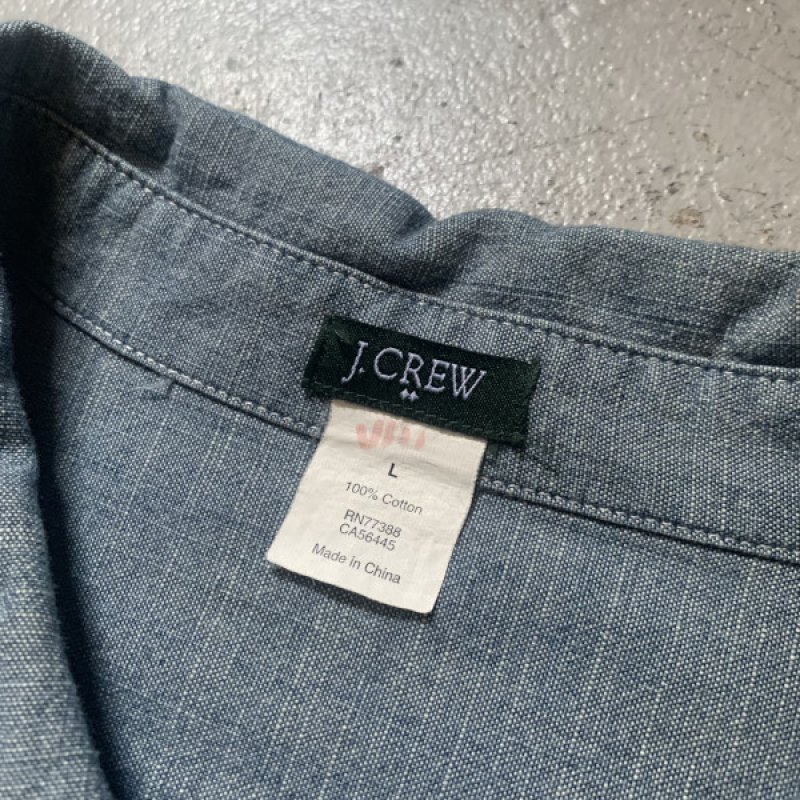 J.CREW
L
100% Cotton
RN77388
CA56445
Made in China